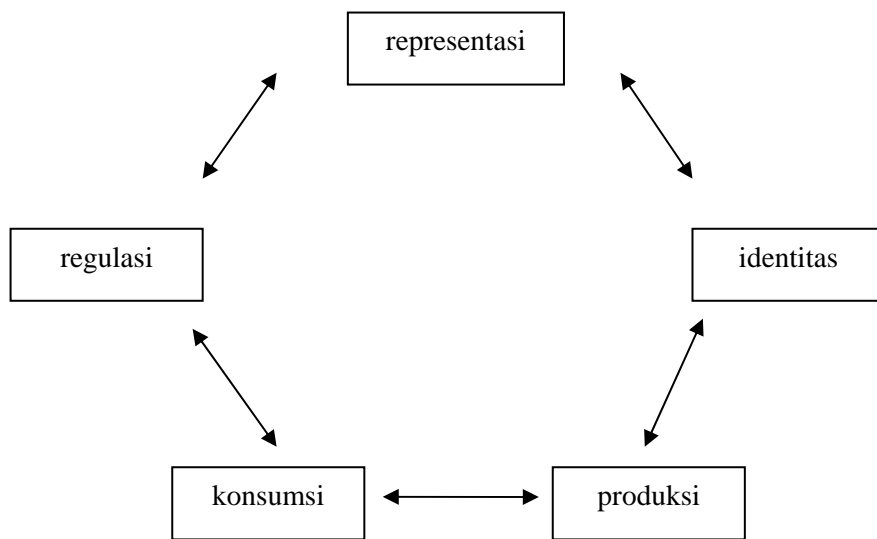 representasi
regulasi
identitas
konsumsi
produksi